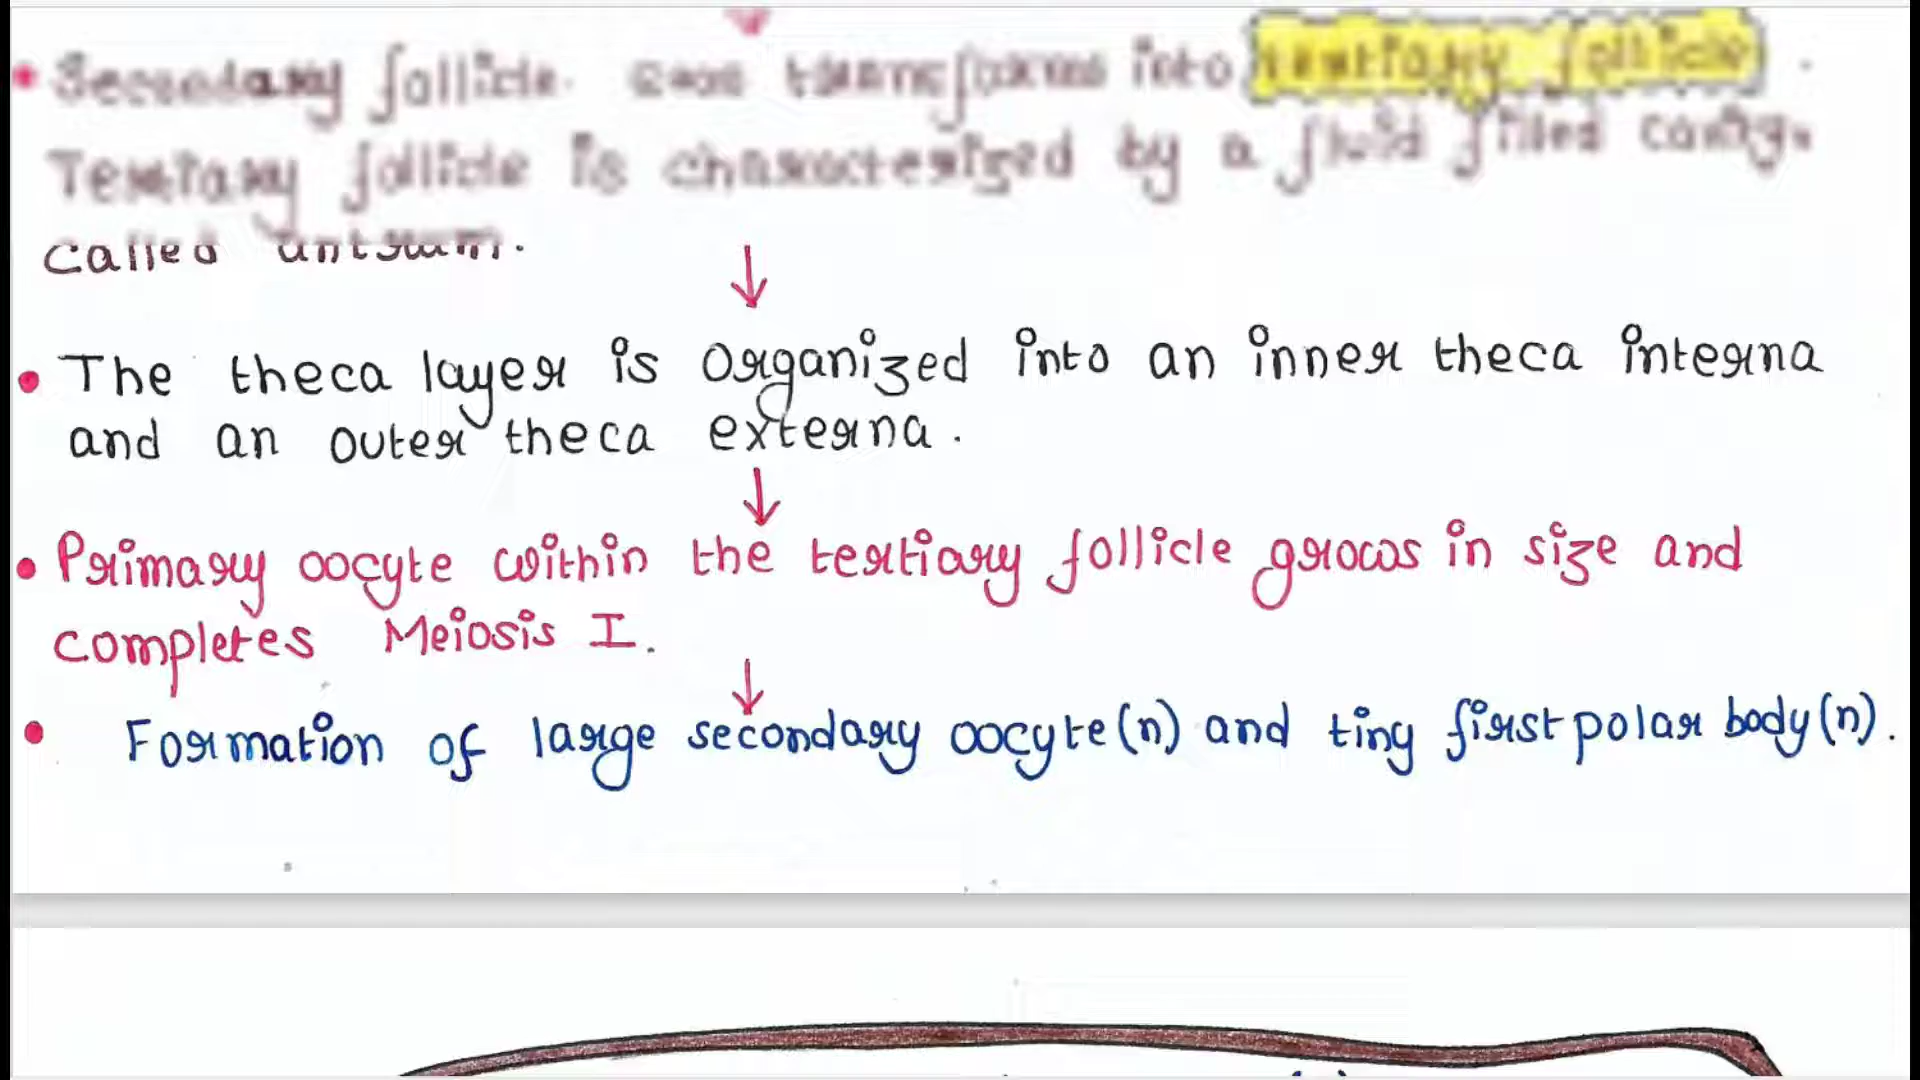 Secondary follicle transforms into tertiary follicle.
Tertiary follicle is characterized by a fluid filled cavity.
called antrum.
The theca layer is organized into an inner theca interna
and an outer theca externa.
Primary oocyte within the tertiary follicle grows in size and
completes Meiosis I.
Formation of large secondary oocyte(n) and tiny first polar body(n).